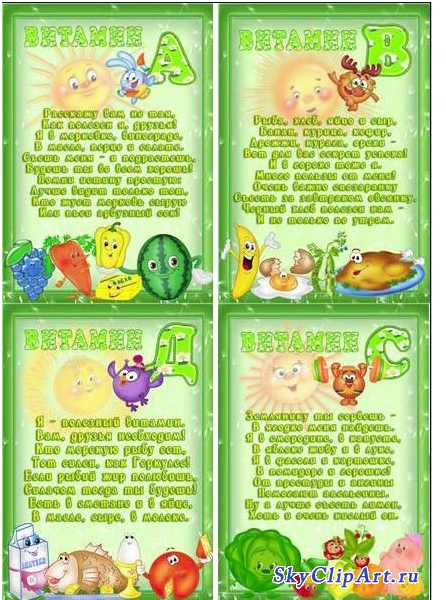 ВИТАМИН А
Расскажу вам не тая,
Как полезен я, друзья!
Я в морковке, винограде,
В масле, перце и салате.
Съешь меня - и подрастешь,
Будешь ты во всем хорош!
Помни истину простую:
Лучше видит только тот,
Кто жует морковь сырую
Или пьет арбузный сок!
ВИТАМИН В
Рыба, хлеб, яйцо и сыр,
Банан, курица, кефир,
Дрожжи, курага, орехи -
Вот для вас секрет успеха!
И в горохе тоже я,
Много пользы от меня!
Очень важно спозаранку
Съесть за завтраком овсянку.
Черный хлеб полезен нам -
И не только по утрам.
ВИТАМИН Д
Я - полезный витамин.
Вам, друзья необходим!
Кто морскую рыбу ест,
Тот силен, как Геркулес!
Если рыбий жир полюбишь,
Силачом тогда ты будешь!
Есть в сметане и в яйце,
В масле, сыре, в молоке.
ВИТАМИН С
Землянику ты сорвешь -
В ягодке меня найдешь.
Я в смородине, в капусте,
В яблоке живу и в луке,
Я в фасоли и картошке,
В помидоре и горошке!
От простуды и ангины
Помогают апельсины.
Ну а лучше съесть лимон,
Хоть и очень кислый он.
SkyClipArt.ru